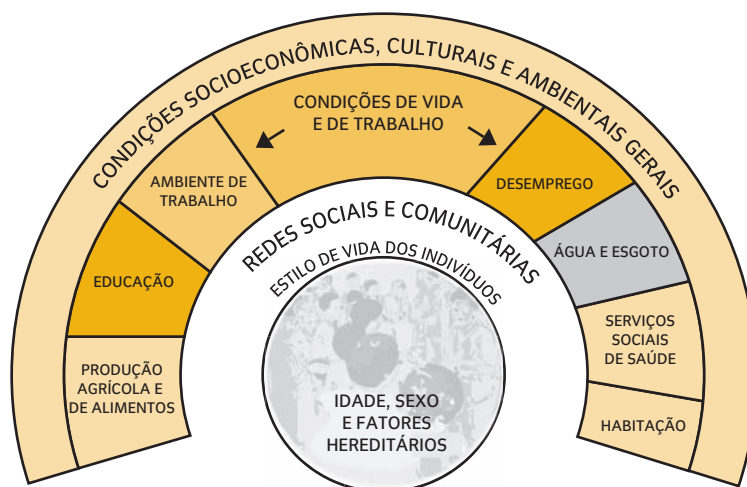 CONDIÇÕES SOCIOECONÔMICAS, CULTURAIS E AMBIENTAIS GERAIS
CONDIÇÕES DE VIDA
E DE TRABALHO
AMBIENTE DE
TRABALHO
DESEMPREGO
EDUCAÇÃO
ÁGUA E ESGOTO
PRODUÇÃO
AGRÍCOLA E
DE ALIMENTOS
SERVIÇOS
SOCIAIS
DE SAÚDE
HABITAÇÃO
REDES SOCIAIS E COMUNITÁRIAS
ESTILO DE VIDA DOS INDIVÍDUOS
IDADE, SEXO
E FATORES
HEREDITÁRIOS